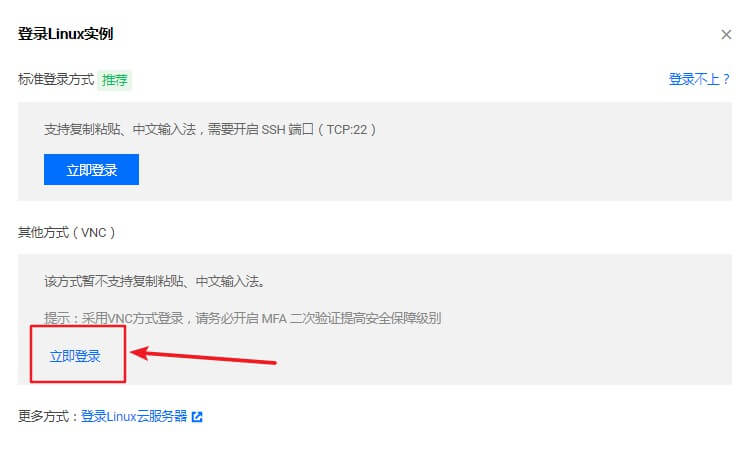 登录Linux实例
标准登录方式 推荐 登录不上？
支持复制粘贴、中文输入法，需要开启 SSH 端口（TCP:22）
立即登录
其他方式（VNC）
该方式暂不支持复制粘贴、中文输入法。
提示：采用VNC方式登录，请务必开启 MFA 二次验证提高安全保障级别
立即登录
更多方式：登录Linux云服务器